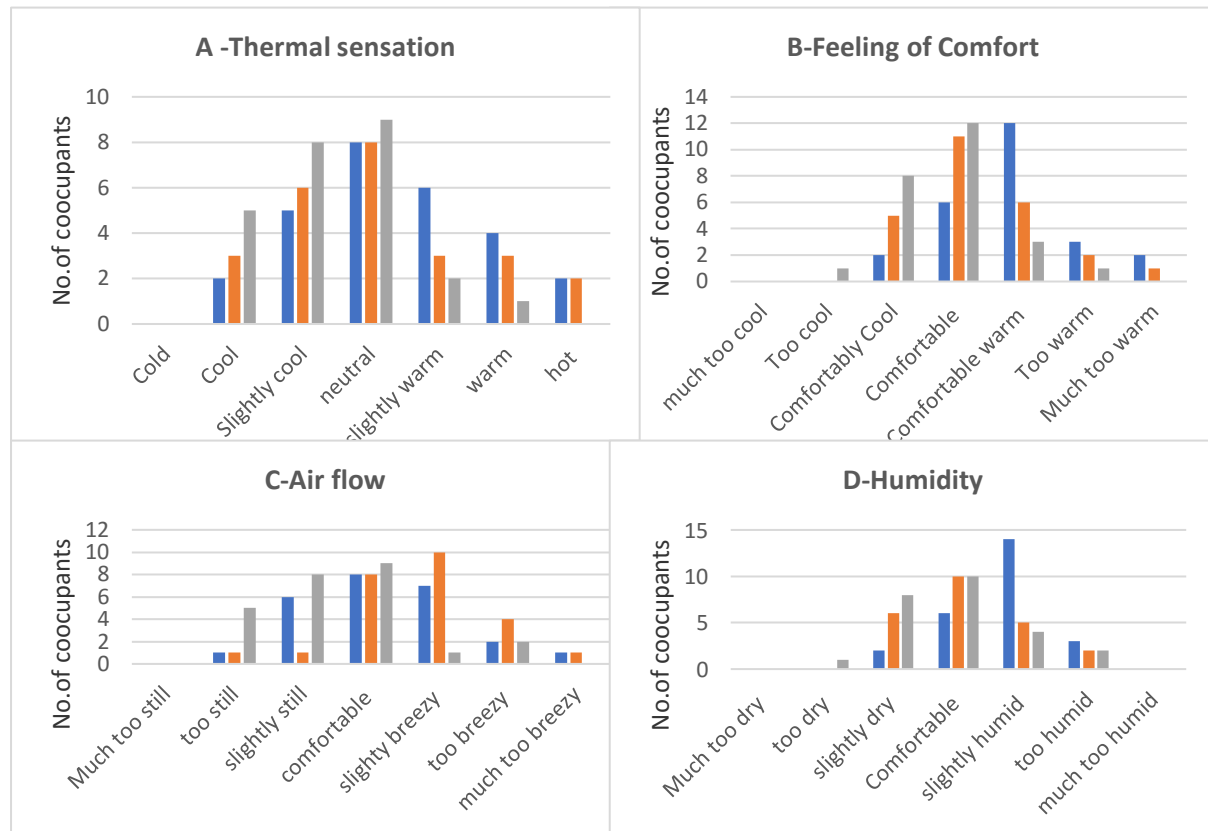 A -Thermal sensation
No.of coocupants
10
8
6
4
2
0
Cold
Cool
Slightly cool
neutral
slightly warm
warm
hot
B-Feeling of Comfort
No.of coocupants
14
12
10
8
6
4
2
0
much too cool
Too cool
Comfortably Cool
Comfortable
Comfortable warm
Too warm
Much too warm
C-Air flow
No.of coocupants
12
10
8
6
4
2
0
Much too still
too still
slightly still
comfortable
slighty breezy
too breezy
much too breezy
D-Humidity
No.of coocupants
15
10
5
0
Much too dry
too dry
slightly dry
Comfortable
slightly humid
too humid
much too humid